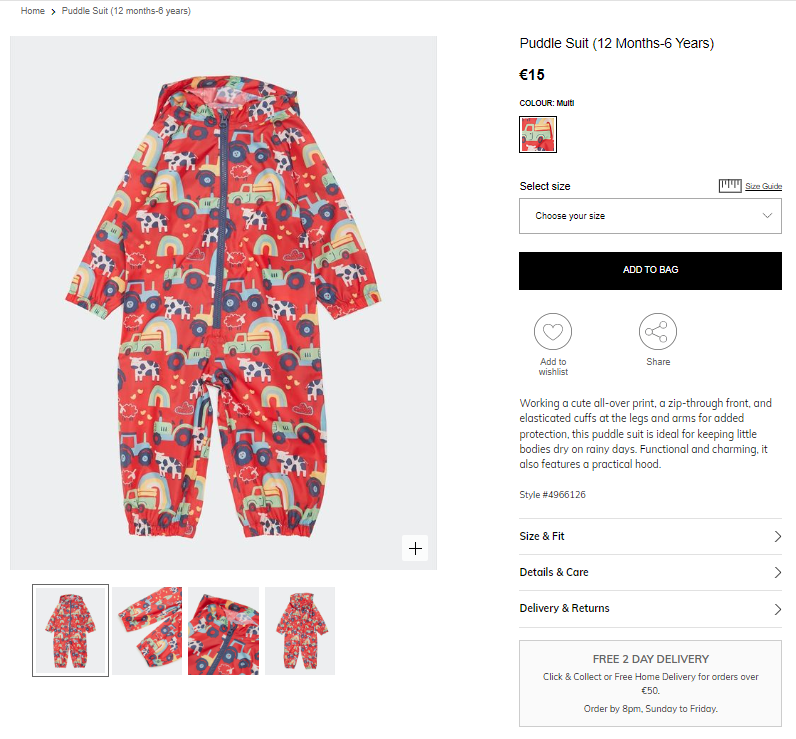 Home > Puddle Suit (12 months-6 years)
Puddle Suit (12 Months-6 Years)
€15
COLOUR: Multi
Select size
Size Guide
Choose your size
ADD TO BAG
Add to
wishlist
Share
Working a cute all-over print, a zip-through front, and
elasticated cuffs at the legs and arms for added
protection, this puddle suit is ideal for keeping little
bodies dry on rainy days. Functional and charming, it
also features a practical hood.
Style #4966126
Size & Fit
Details & Care
Delivery & Returns
FREE 2 DAY DELIVERY
Click & Collect or Free Home Delivery for orders over
€50.
Order by 8pm, Sunday to Friday.